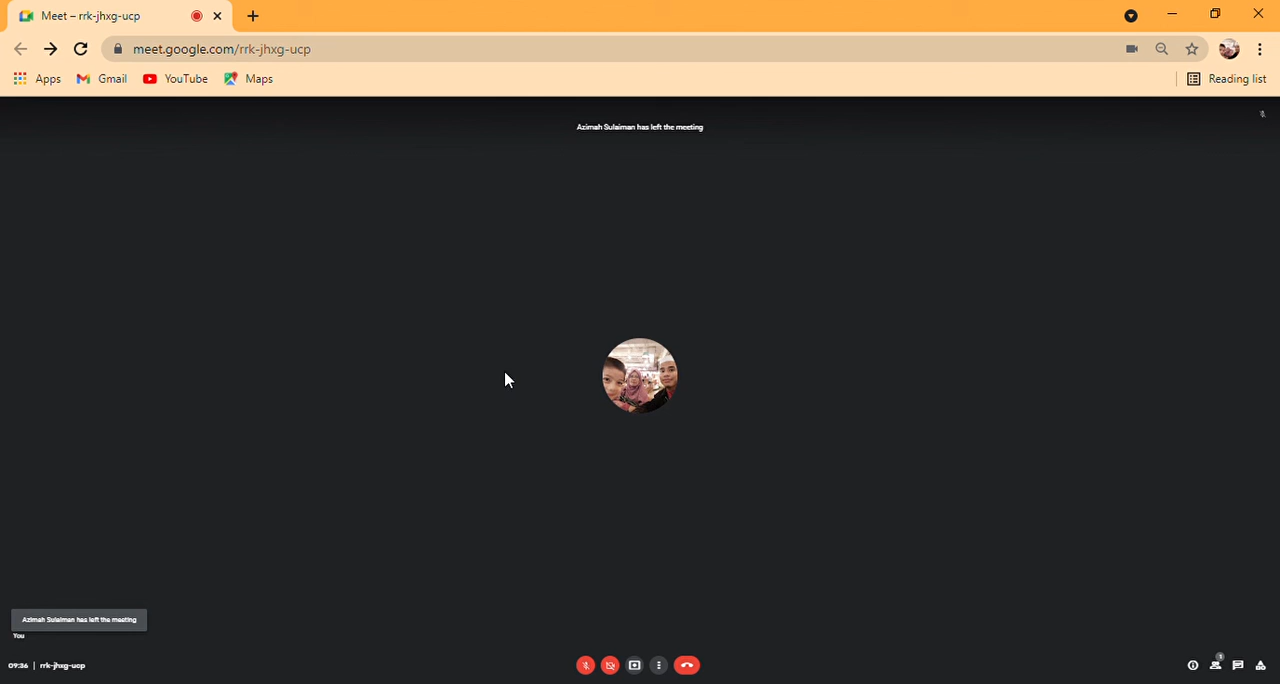 Meet – rrk-jhxg-ucp
meet.google.com/rrk-jhxg-ucp
Apps Gmail YouTube Maps Reading list
Azimah Sulaiman has left the meeting
Azimah Sulaiman has left the meeting
You
09:36 | rrk-jhxg-ucp
1